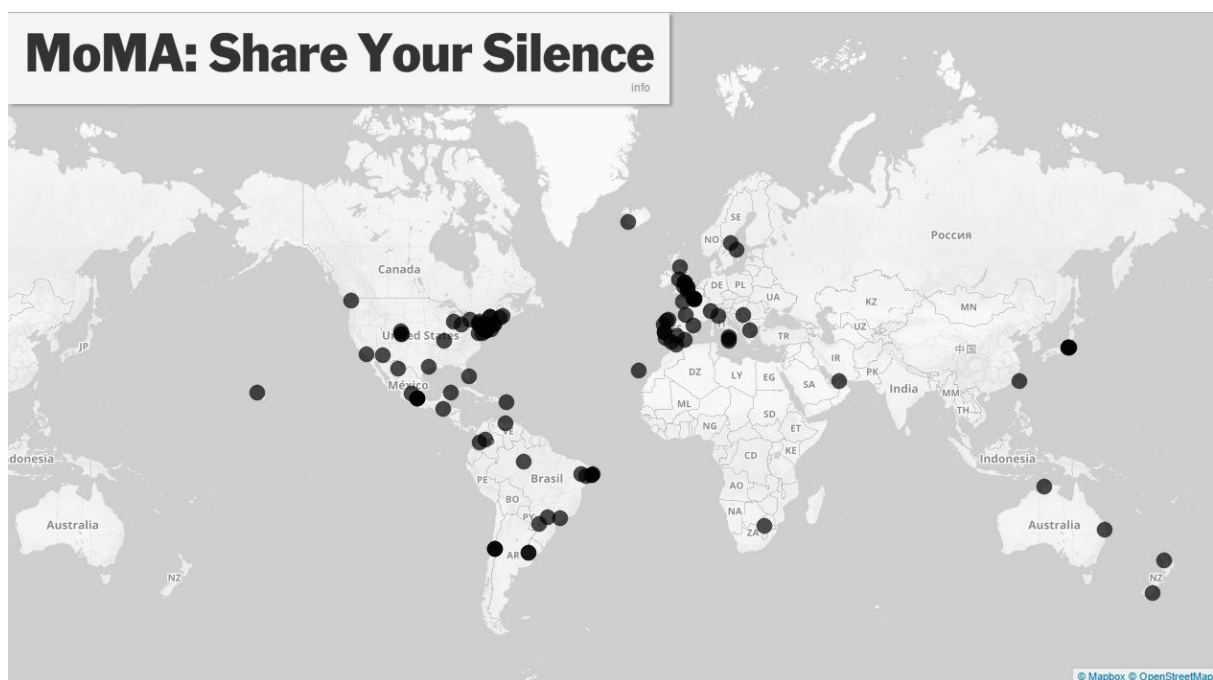 MoMA: Share Your Silence
info
SE
NO
Россия
Canada
DE
PL
UA
KZ
MN
United States
TR
UZ
中国
JP
IR
PK
México
DZ
LY
EG
SA
India
MM
TH
ML
SD
NG
ET
VE
donesia
CD
KE
Indonesia
PE
Brasil
AO
BO
NA
PY
Australia
Australia
ZA
AR
NZ
NZ
© Mapbox © OpenStreetMap